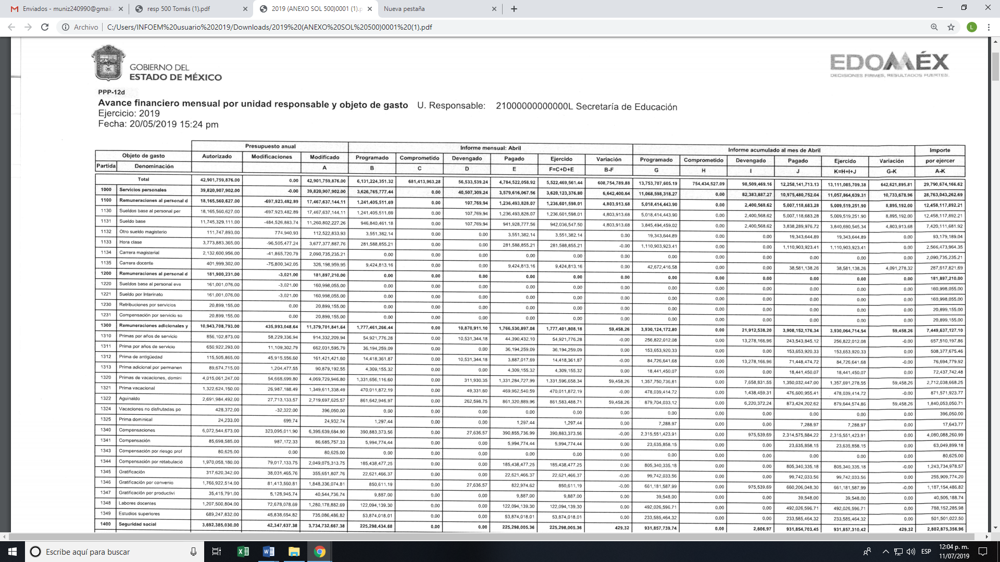 Enviados - muniz240990@gmail.
resp 500 Tomás (1).pdf
2019 (ANEXO SOL 500)0001 (1).p
Nueva pestaña
Archivo
C:/Users/INFOEM%20usuario%202019/Downloads/2019%20(ANEXO%20SOL%20500)0001%20(1).pdf
L
GOBIERNO DEL
ESTADO DE MÉXICO
EDOMÉX
DECISIONES FIRMES, RESULTADOS FUERTES.
PPP-12d
Avance financiero mensual por unidad responsable y objeto de gasto U. Responsable: 21000000000000L Secretaría de Educación
Ejercicio: 2019
Fecha: 20/05/2019 15:24 pm
Presupuesto anual Informe mensual: Abril Informe acumulado al mes de Abril Importe
Objeto de gasto Autorizado Modificaciones Modificado Programado Comprometido Devengado Pagado Ejercido Variación Programado Comprometido Devengado Pagado Ejercido Variación por ejercer
Partida Denominación A B C D E F=C+D+E B-F G H I J K=H+I+J G-K A-K
Total 42,901,759,876.00 0.00 42,901,759,876.00 6,131,224,351.32 681,413,963.28 56,533,539.24 4,784,522,058.92 5,522,469,561.44 608,754,789.88 13,753,707,605.19 754,434,527.09 98,509,469.16 12,258,141,713.13 13,111,085,709.38 642,621,895.81 29,790,674,166.62
1000 Servicios personales 39,820,907,902.00 -0.00 39,820,907,902.00 3,626,765,777.44 0.00 40,507,309.24 3,579,616,067.56 3,620,123,376.80 6,642,400.64 11,068,598,318.27 0.00 82,383,887.27 10,975,480,752.04 11,057,864,639.31 10,733,678.96 28,763,043,262.69
1100 Remuneraciones al personal d 18,165,560,627.00 -697,923,482.89 17,467,637,144.11 1,241,405,511.69 0.00 107,769.94 1,236,493,828.07 1,236,601,598.01 4,803,913.68 5,018,414,443.90 0.00 2,400,568.62 5,007,118,683.28 5,009,519,251.90 8,895,192.00 12,458,117,892.21
1130 Sueldos base al personal per 18,165,560,627.00 -697,923,482.89 17,467,637,144.11 1,241,405,511.69 0.00 107,769.94 1,236,493,828.07 1,236,601,598.01 4,803,913.68 5,018,414,443.90 0.00 2,400,568.62 5,007,118,683.28 5,009,519,251.90 8,895,192.00 12,458,117,892.21
1131 Sueldo base 11,745,329,111.00 -484,526,883.74 11,260,802,227.26 946,840,461.18 0.00 107,769.94 941,928,777.56 942,036,547.50 4,803,913.68 3,845,494,459.02 0.00 2,400,568.62 3,838,289,976.72 3,840,690,545.34 4,803,913.68 7,420,111,681.92
1132 Otro sueldo magisterio 111,747,893.00 774,940.93 112,522,833.93 3,551,382.14 0.00 0.00 3,551,382.14 3,551,382.14 0.00 19,343,644.89 0.00 0.00 19,343,644.89 19,343,644.89 0.00 93,179,189.04
1133 Hora clase 3,773,883,365.00 -96,505,477.24 3,677,377,887.76 281,588,855.21 0.00 0.00 281,588,855.21 281,588,855.21 -0.00 1,110,903,923.41 0.00 0.00 1,110,903,923.41 1,110,903,923.41 0.00 2,566,473,964.35
1134 Carrera magisterial 2,132,600,956.00 -41,865,720.79 2,090,735,235.21 0.00 0.00 0.00 0.00 0.00 0.00 0.00 0.00 0.00 0.00 0.00 0.00 2,090,735,235.21
1135 Carrera docente 401,999,302.00 -75,800,342.05 326,198,959.95 9,424,813.16 0.00 0.00 9,424,813.16 9,424,813.16 0.00 42,672,416.58 0.00 0.00 38,581,138.26 38,581,138.26 4,091,278.32 287,617,821.69
1200 Remuneraciones al personal d 181,900,231.00 -3,021.00 181,897,210.00 0.00 0.00 0.00 0.00 0.00 0.00 0.00 0.00 0.00 0.00 0.00 0.00 181,897,210.00
1220 Sueldos base al personal eve 161,001,076.00 -3,021.00 160,998,055.00 0.00 0.00 0.00 0.00 0.00 0.00 0.00 0.00 0.00 0.00 0.00 0.00 160,998,055.00
1221 Sueldo por Interinato 161,001,076.00 -3,021.00 160,998,055.00 0.00 0.00 0.00 0.00 0.00 0.00 0.00 0.00 0.00 0.00 0.00 0.00 160,998,055.00
1230 Retribuciones por servicios 20,899,155.00 0.00 20,899,155.00 0.00 0.00 0.00 0.00 0.00 0.00 0.00 0.00 0.00 0.00 0.00 0.00 20,899,155.00
1231 Compensación por servicio so 20,899,155.00 0.00 20,899,155.00 0.00 0.00 0.00 0.00 0.00 0.00 0.00 0.00 0.00 0.00 0.00 0.00 20,899,155.00
1300 Remuneraciones adicionales y 10,943,708,793.00 435,993,048.64 11,379,701,841.64 1,777,461,266.44 0.00 10,870,911.10 1,766,530,897.08 1,777,401,808.18 59,458.26 3,930,124,172.80 0.00 21,912,538.20 3,908,152,176.34 3,930,064,714.54 59,458.26 7,449,637,127.10
1310 Primas por años de servicio 856,102,873.00 58,229,336.94 914,332,209.94 54,921,776.28 0.00 10,531,344.18 44,390,432.10 54,921,776.28 -0.00 256,822,012.08 0.00 13,278,166.96 243,543,845.12 256,822,012.08 -0.00 657,510,197.86
1311 Prima por años de servicio 650,922,293.00 11,109,302.79 662,031,595.79 36,194,259.09 0.00 0.00 36,194,259.09 36,194,259.09 0.00 153,653,920.33 0.00 0.00 153,653,920.33 153,653,920.33 0.00 508,377,675.46
1312 Prima de antigüedad 115,505,865.00 45,915,556.60 161,421,421.60 14,418,361.87 0.00 10,531,344.18 3,887,017.69 14,418,361.87 -0.00 84,726,641.68 0.00 13,278,166.96 71,448,474.72 84,726,641.68 -0.00 76,694,779.92
1313 Prima adicional por permanen 89,674,715.00 1,204,477.55 90,879,192.55 4,309,155.32 0.00 0.00 4,309,155.32 4,309,155.32 0.00 18,441,450.07 0.00 0.00 18,441,450.07 18,441,450.07 0.00 72,437,742.48
1320 Primas de vacaciones, domini 4,015,061,247.00 54,668,699.80 4,069,729,946.80 1,331,656,116.60 0.00 311,930.35 1,331,284,727.99 1,331,596,658.34 59,458.26 1,357,750,736.81 0.00 7,658,831.55 1,350,032,447.00 1,357,691,278.55 59,458.26 2,712,038,668.25
1321 Prima vacacional 1,322,624,150.00 26,987,188.49 1,349,611,338.49 470,011,872.19 0.00 49,331.60 469,962,540.59 470,011,872.19 -0.00 478,039,414.72 0.00 1,438,459.31 476,600,955.41 478,039,414.72 -0.00 871,571,923.77
1322 Aguinaldo 2,691,984,492.00 27,713,133.57 2,719,697,625.57 861,642,946.97 0.00 262,598.75 861,320,889.96 861,583,488.71 59,458.26 879,704,033.12 0.00 6,220,372.24 873,424,202.62 879,644,574.86 59,458.26 1,840,053,050.71
1324 Vacaciones no disfrutadas po 428,372.00 -32,322.00 396,050.00 0.00 0.00 0.00 0.00 0.00 0.00 0.00 0.00 0.00 0.00 0.00 0.00 396,050.00
1325 Prima dominical 24,233.00 699.74 24,932.74 1,297.44 0.00 0.00 1,297.44 1,297.44 0.00 7,288.97 0.00 0.00 7,288.97 7,288.97 0.00 17,643.77
1340 Compensaciones 6,072,544,673.00 323,095,011.90 6,395,639,684.90 390,883,373.56 0.00 27,636.57 390,855,736.99 390,883,373.56 -0.00 2,315,551,423.91 0.00 975,539.69 2,314,575,884.22 2,315,551,423.91 -0.00 4,080,088,260.99
1341 Compensación 85,698,585.00 987,172.33 86,685,757.33 5,994,774.44 0.00 0.00 5,994,774.44 5,994,774.44 0.00 23,635,858.15 0.00 0.00 23,635,858.15 23,635,858.15 0.00 63,049,899.18
1343 Compensación por riesgo prof 80,625.00 0.00 80,625.00 0.00 0.00 0.00 0.00 0.00 0.00 0.00 0.00 0.00 0.00 0.00 0.00 80,625.00
1344 Compensación por retabulació 1,970,058,180.00 79,017,133.75 2,049,075,313.75 185,438,477.25 0.00 0.00 185,438,477.25 185,438,477.25 0.00 805,340,335.18 0.00 0.00 805,340,335.18 805,340,335.18 -0.00 1,243,734,978.57
1345 Gratificación 317,620,342.00 38,031,465.76 355,651,807.76 22,621,466.37 0.00 0.00 22,621,466.37 22,621,466.37 -0.00 99,742,033.56 0.00 0.00 99,742,033.56 99,742,033.56 0.00 255,909,774.20
1346 Gratificación por convenio 1,766,922,514.00 81,413,560.81 1,848,336,074.81 850,611.19 0.00 27,636.57 822,974.62 850,611.19 -0.00 661,181,587.99 0.00 975,539.69 660,206,048.30 661,181,587.99 -0.00 1,187,154,486.82
1347 Gratificación por productivi 35,415,791.00 5,128,945.74 40,544,736.74 9,887.00 0.00 0.00 9,887.00 9,887.00 0.00 39,548.00 0.00 0.00 39,548.00 39,548.00 0.00 40,505,188.74
1348 Labores docentes 1,207,500,804.00 72,678,078.69 1,280,178,882.69 122,094,139.30 0.00 0.00 122,094,139.30 122,094,139.30 0.00 492,026,596.71 0.00 0.00 492,026,596.71 492,026,596.71 0.00 788,152,285.98
1349 Estudios superiores 689,247,832.00 45,838,654.82 735,086,486.82 53,874,018.01 0.00 0.00 53,874,018.01 53,874,018.01 0.00 233,585,464.32 0.00 0.00 233,585,464.32 233,585,464.32 0.00 501,501,022.50
1400 Seguridad social 3,692,385,030.00 42,347,637.38 3,734,732,667.38 225,298,434.68 0.00 0.00 225,298,005.36 225,298,005.36 429.32 931,857,739.74 0.00 2,606.97 931,854,703.45 931,857,310.42 429.32 2,802,875,356.96
Escribe aquí para buscar
ESP
12:04 p. m.
11/07/2019